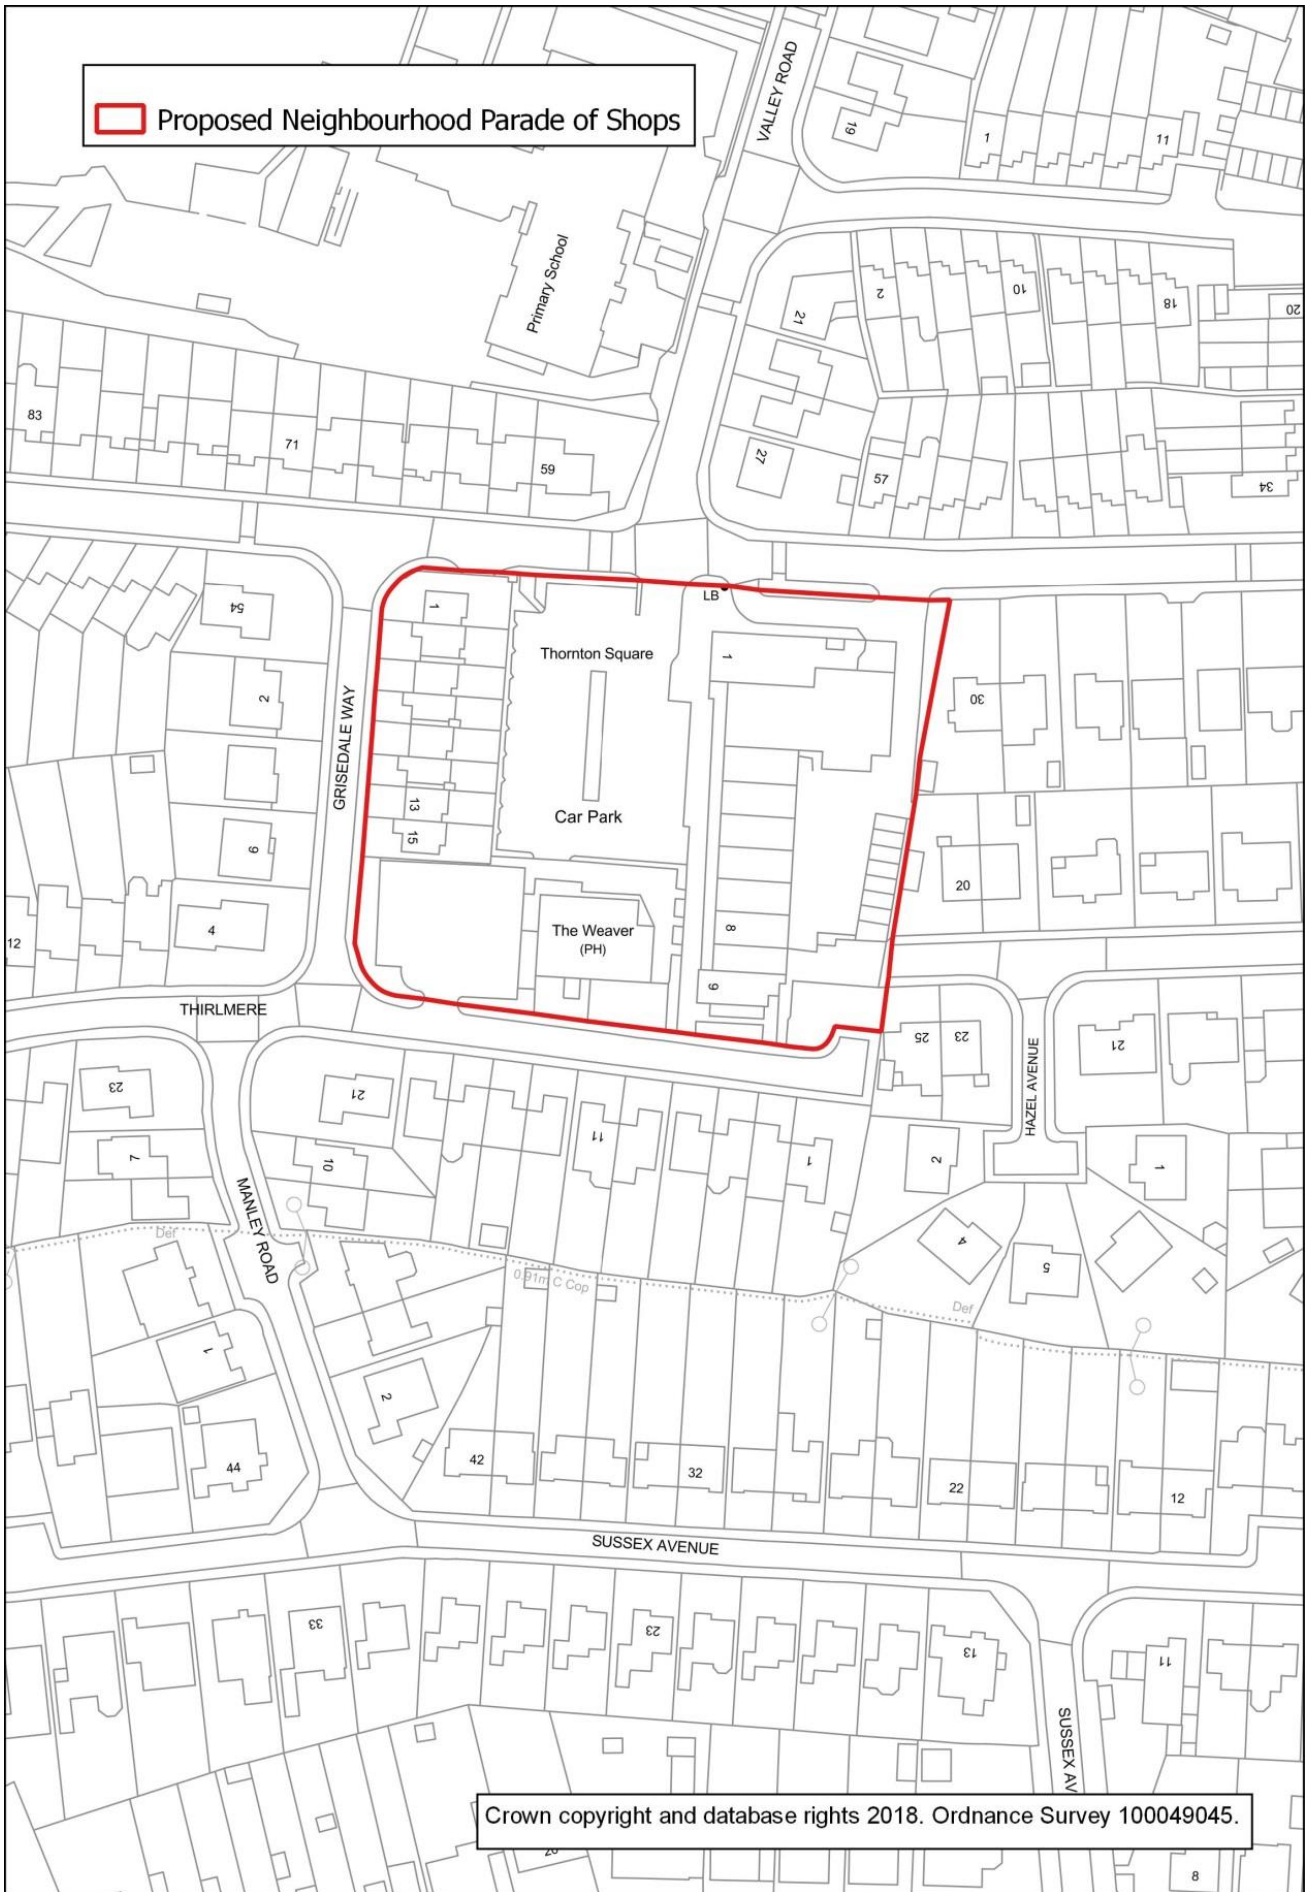 Proposed Neighbourhood Parade of Shops
VALLEY ROAD
19
1
11
Primary School
21
2
10
18
20
83
71
59
27
57
34
54
2
GRISEDALE WAY
1
Thornton Square
LB
1
30
13
15
Car Park
6
4
12
The Weaver
(PH)
8
9
20
THIRLMERE
25
23
21
HAZEL AVENUE
23
7
21
10
11
1
2
1
MANLEY ROAD
Def
0.91m C Cop
4
5
Def
1
2
44
42
32
22
12
SUSSEX AVENUE
33
23
13
11
SUSSEX AV
Crown copyright and database rights 2018. Ordnance Survey 100049045.
8